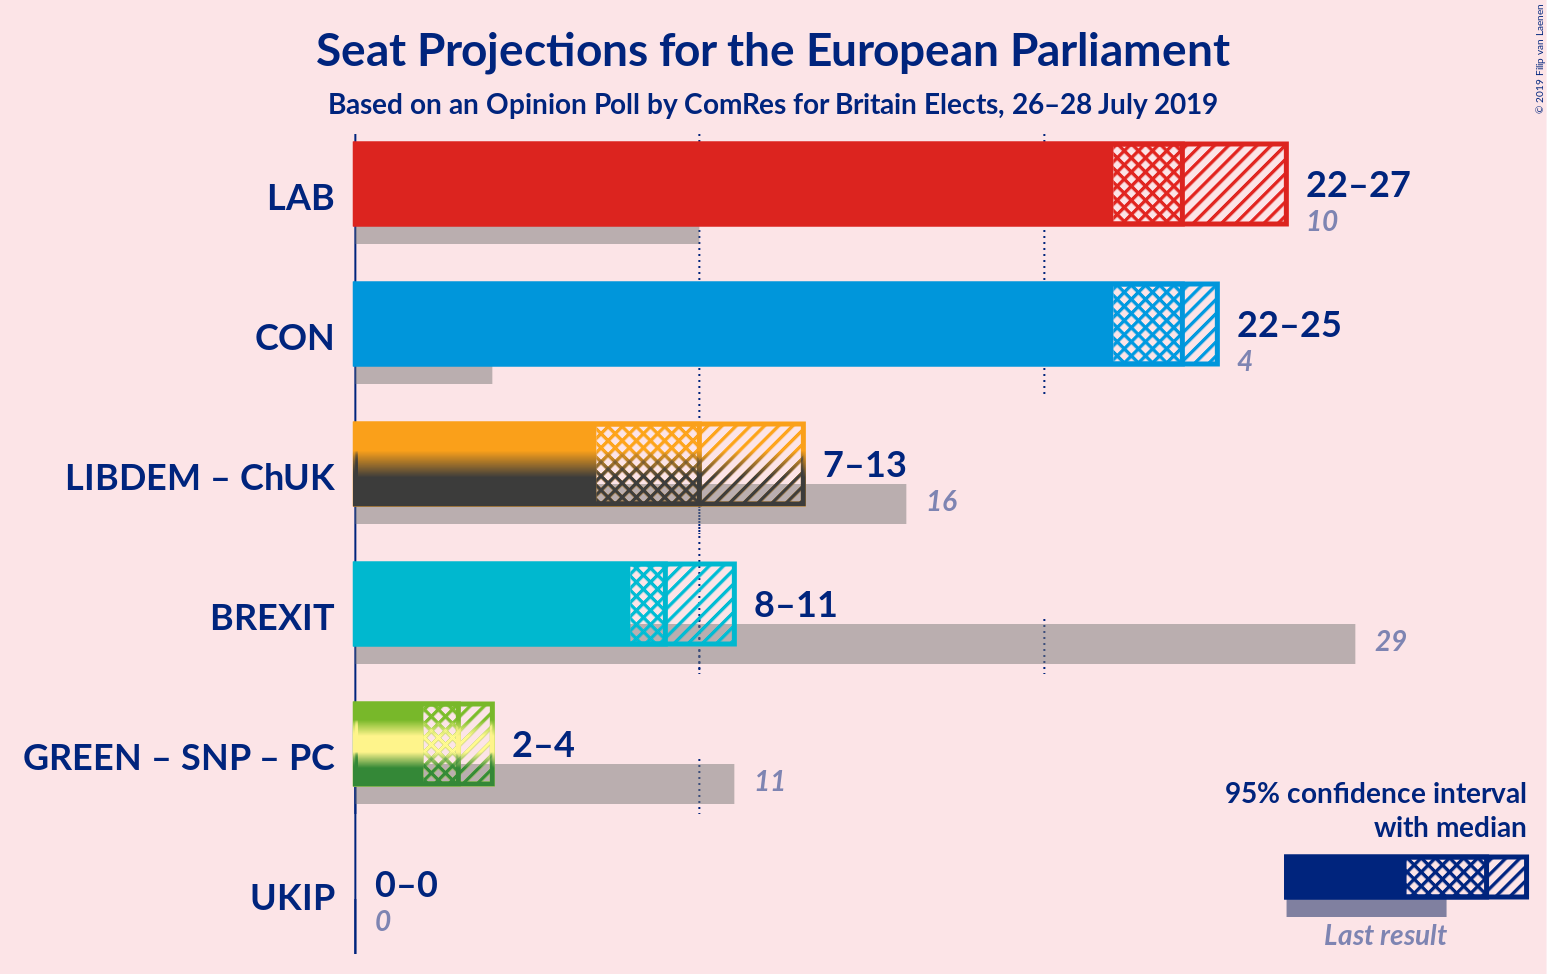 Seat Projections for the European Parliament
Based on an Opinion Poll by ComRes for Britain Elects, 26–28 July 2019
© 2019 Filip van Laenen
LAB
22–27
10
CON
22–25
4
LIBDEM – ChUK
7–13
16
BREXIT
8–11
29
GREEN – SNP – PC
2–4
11
UKIP
0–0
0
95% confidence interval
with median
Last result